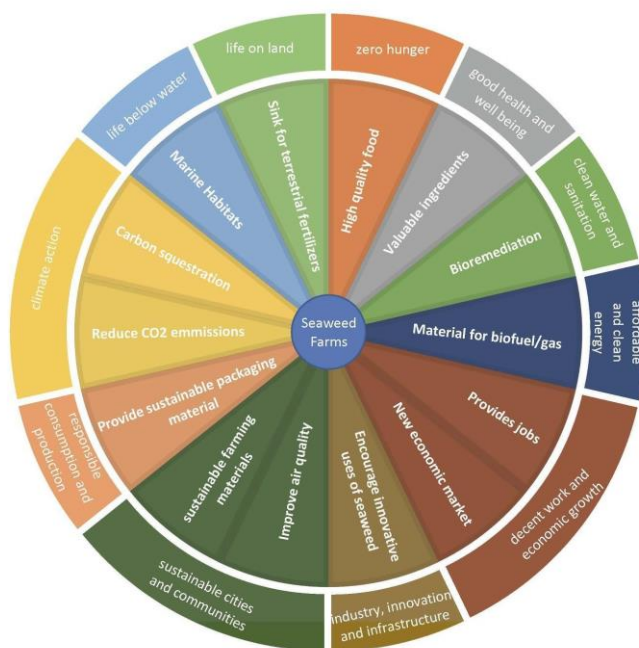 life on land
zero hunger
good health and
well being
clean water and
sanitation
affordable
and clean
energy
decent work and
economic growth
industry, innovation
and infrastructure
sustainable cities
and communities
responsible
consumption and
production
climate action
life below water
Sink for terrestrial
fertilizers
High quality food
Valuable ingredients
Bioremediation
Material for biofuel/gas
Provides jobs
New economic market
Encourage innovative
uses of seaweed
Improve air quality
sustainable farming
materials
Provide sustainable packaging
material
Reduce CO2 emmissions
Carbon squestration
Marine Habitats
Seaweed
Farms